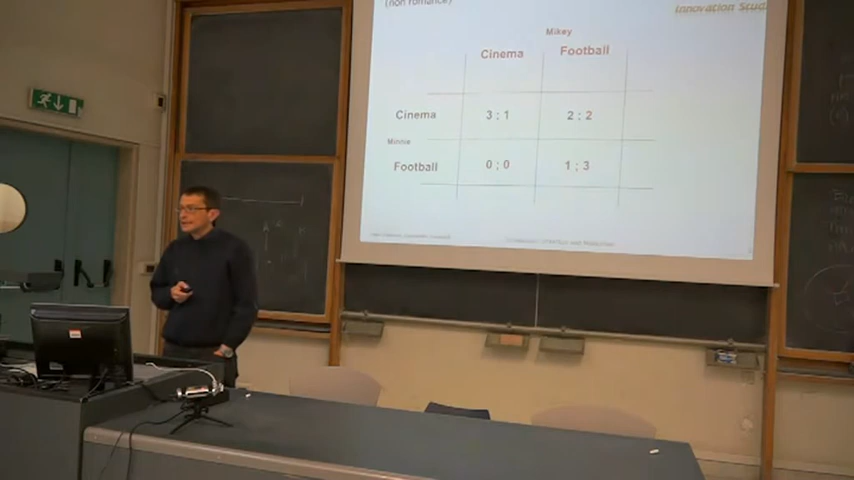 (non romance)
Innovation Stud
Mikey
Cinema Football
Cinema 3 ; 1 2 ; 2
Minnie
Football 0 ; 0 1 ; 3